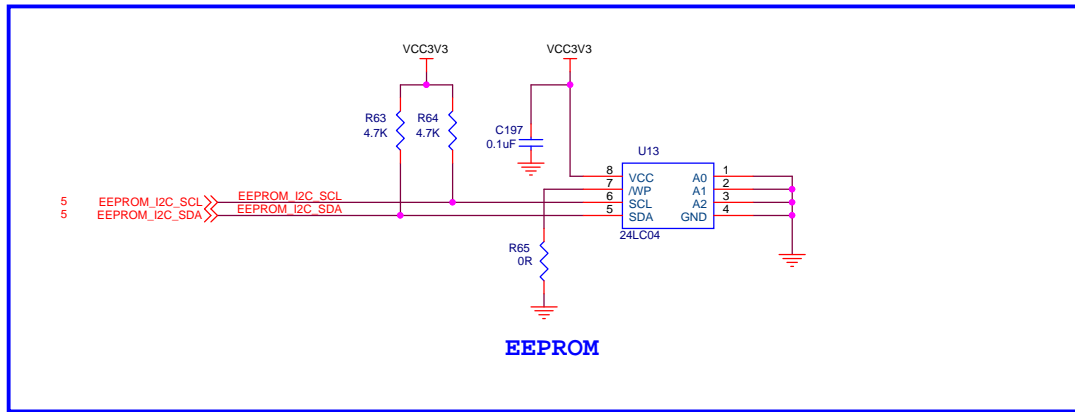 VCC3V3
VCC3V3
R63
4.7K
R64
4.7K
C197
0.1uF
U13
8
7
6
5
VCC
/WP
SCL
SDA
A0
A1
A2
GND
1
2
3
4
24LC04
5
EEPROM_I2C_SCL
EEPROM_I2C_SCL
5
EEPROM_I2C_SDA
EEPROM_I2C_SDA
R65
0R
EEPROM